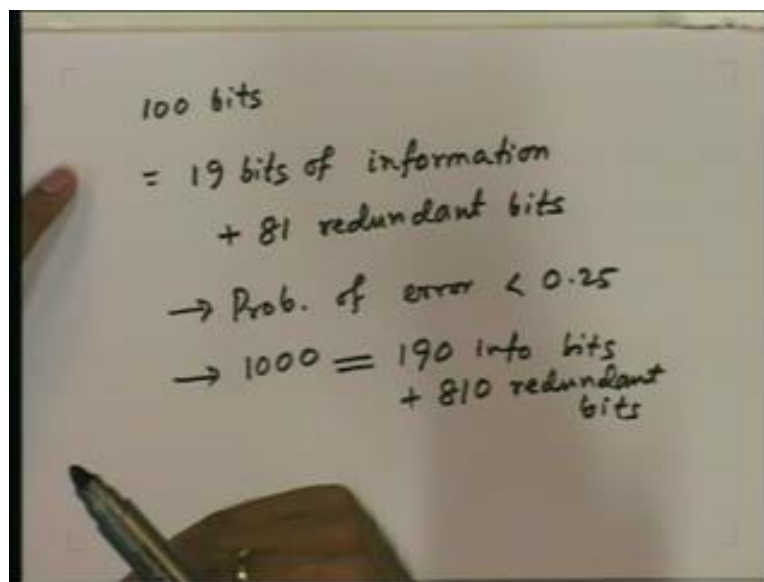 100 bits
= 19 bits of information
+ 81 redundant bits
→ Prob. of error < 0.25
→ 1000 = 190 info bits
+ 810 redundant
bits